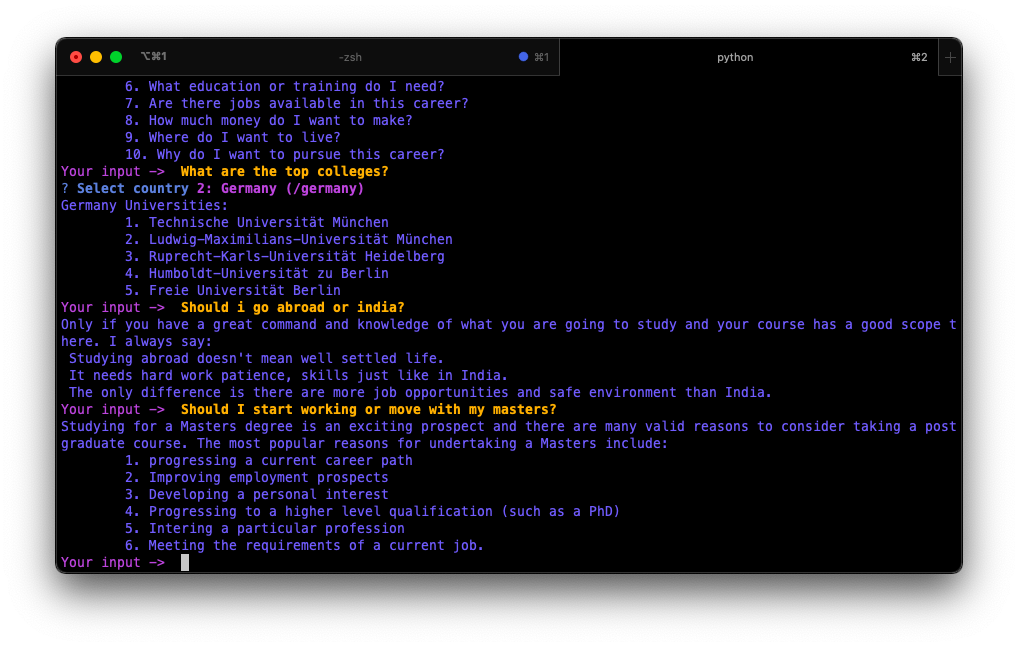 ⌥⌘1 -zsh ⌘1 python ⌘2 +
6. What education or training do I need?
7. Are there jobs available in this career?
8. How much money do I want to make?
9. Where do I want to live?
10. Why do I want to pursue this career?
Your input -> What are the top colleges?
? Select country 2: Germany (/germany)
Germany Universities:
1. Technische Universität München
2. Ludwig-Maximilians-Universität München
3. Ruprecht-Karls-Universität Heidelberg
4. Humboldt-Universität zu Berlin
5. Freie Universität Berlin
Your input -> Should i go abroad or india?
Only if you have a great command and knowledge of what you are going to study and your course has a good scope t
here. I always say:
Studying abroad doesn't mean well settled life.
It needs hard work patience, skills just like in India.
The only difference is there are more job opportunities and safe environment than India.
Your input -> Should I start working or move with my masters?
Studying for a Masters degree is an exciting prospect and there are many valid reasons to consider taking a post
graduate course. The most popular reasons for undertaking a Masters include:
1. progressing a current career path
2. Improving employment prospects
3. Developing a personal interest
4. Progressing to a higher level qualification (such as a PhD)
5. Intering a particular profession
6. Meeting the requirements of a current job.
Your input ->